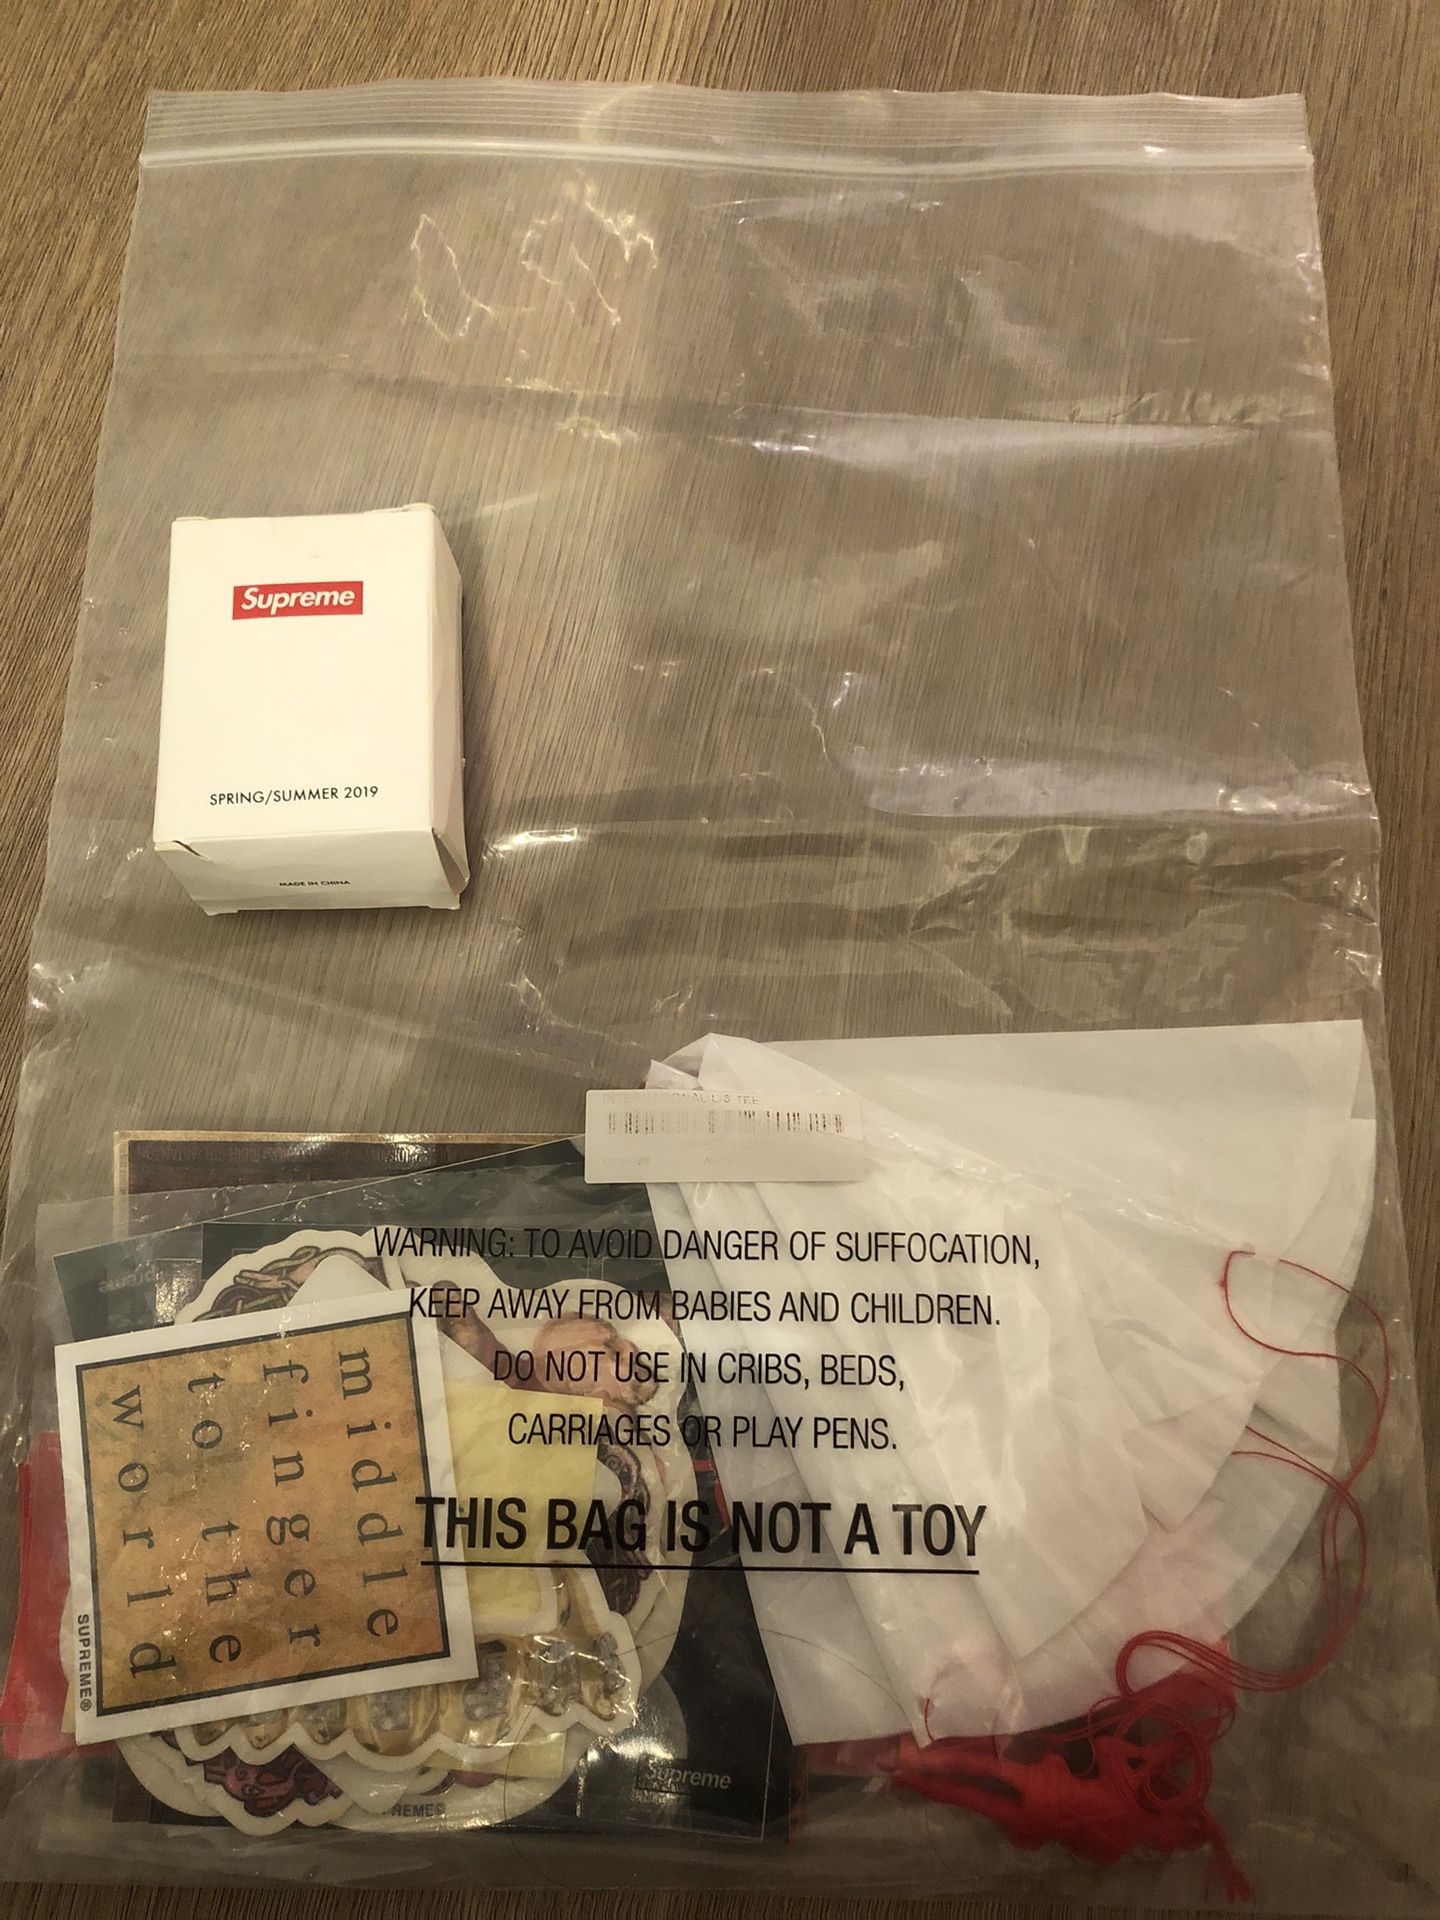 Supreme
SPRING/SUMMER 2019
MADE IN CHINA
INTERNATIONAL L/S TEE
WARNING: TO AVOID DANGER OF SUFFOCATION,
KEEP AWAY FROM BABIES AND CHILDREN.
DO NOT USE IN CRIBS, BEDS,
CARRIAGES OR PLAY PENS.
THIS BAG IS NOT A TOY
middle
finger
to the
world
SUPREME®
Supreme